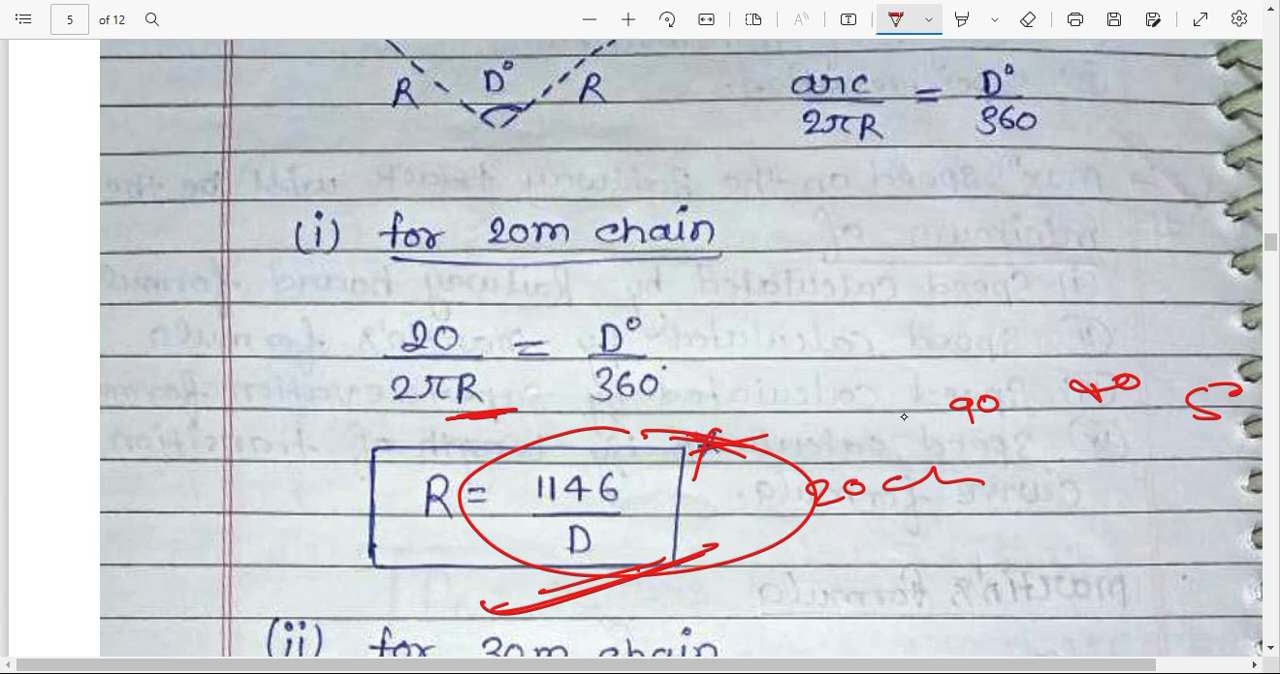 5 of 12
R D° R
arc/2πR = D°/360
(i) for 20m chain
20/2πR = D°/360
90
R = 1146/D
20 ch
(ii) for 30m chain